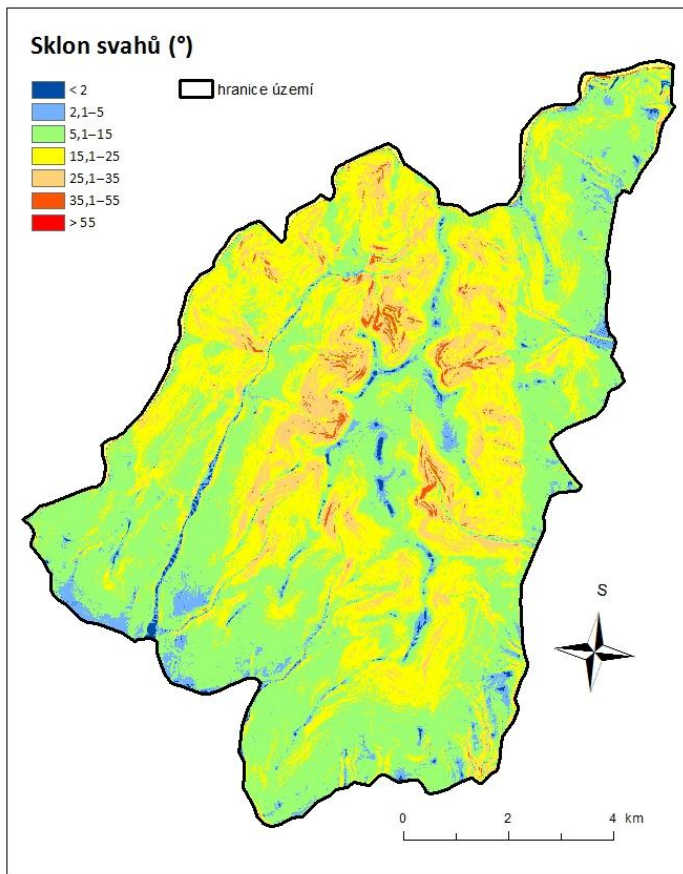 Sklon svahů (°)
< 2
2,1–5
5,1–15
15,1–25
25,1–35
35,1–55
> 55
hranice území
S
0 2 4 km